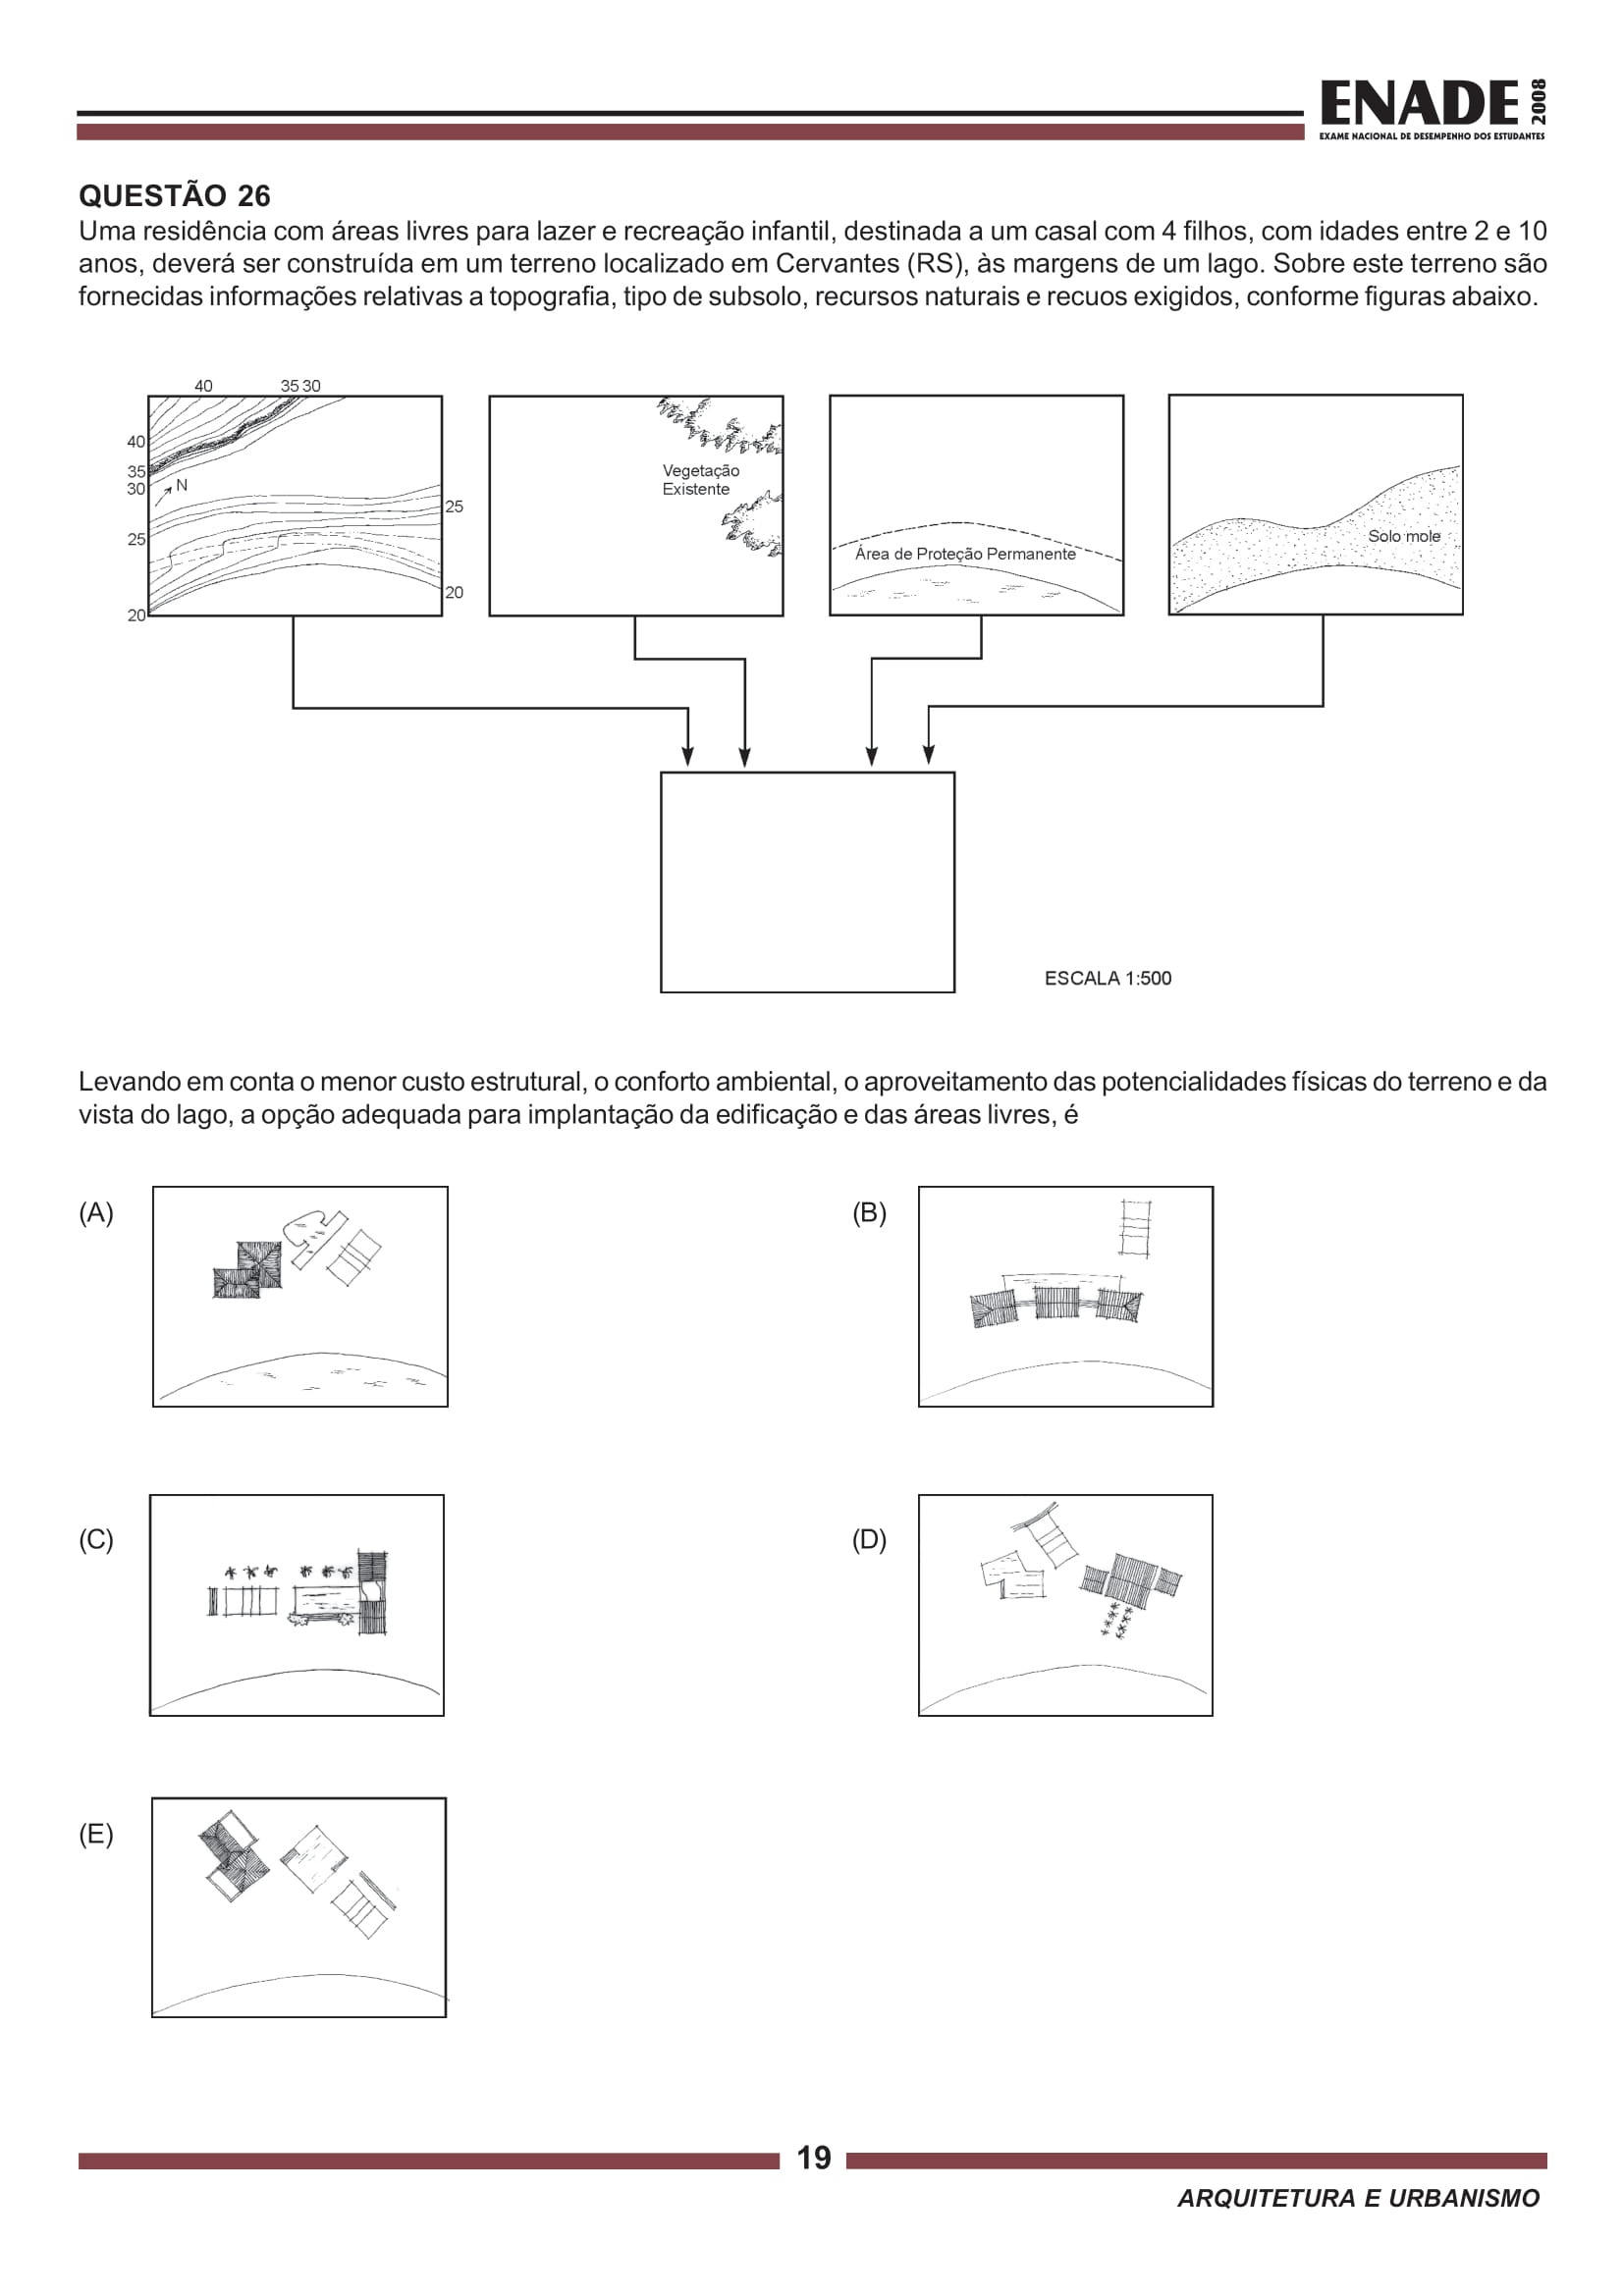 ENADE 2008
EXAME NACIONAL DE DESEMPENHO DOS ESTUDANTES
QUESTÃO 26
Uma residência com áreas livres para lazer e recreação infantil, destinada a um casal com 4 filhos, com idades entre 2 e 10
anos, deverá ser construída em um terreno localizado em Cervantes (RS), às margens de um lago. Sobre este terreno são
fornecidas informações relativas a topografia, tipo de subsolo, recursos naturais e recuos exigidos, conforme figuras abaixo.
40 35 30
40
35
30
N
25
25
20
20
Vegetação
Existente
Área de Proteção Permanente
Solo mole
ESCALA 1:500
Levando em conta o menor custo estrutural, o conforto ambiental, o aproveitamento das potencialidades físicas do terreno e da
vista do lago, a opção adequada para implantação da edificação e das áreas livres, é
(A)
(B)
(C)
(D)
(E)
19
ARQUITETURA E URBANISMO